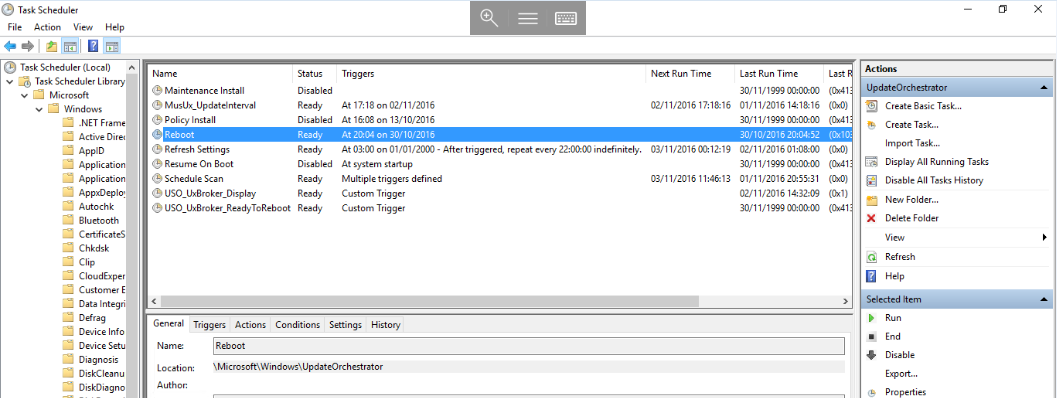 Task Scheduler
File Action View Help
Task Scheduler (Local)
Task Scheduler Library
Microsoft
Windows
.NET Frame
Active Direc
AppID
Application
Application
AppxDeploy
Autochk
Bluetooth
CertificateS
Chkdsk
Clip
CloudExper
Customer E
Data Integri
Defrag
Device Info
Device Setu
Diagnosis
DiskCleanu
DiskDiagno
Name Status Triggers Next Run Time Last Run Time Last R
Maintenance Install Disabled 30/11/1999 00:00:00 (0x413
MusUx_UpdateInterval Ready At 17:18 on 02/11/2016 02/11/2016 17:18:16 01/11/2016 14:18:16 (0x0)
Policy Install Disabled At 16:08 on 13/10/2016 30/11/1999 00:00:00 (0x413
Reboot Ready At 20:04 on 30/10/2016 30/10/2016 20:04:52 (0x103
Refresh Settings Ready At 03:00 on 01/01/2000 - After triggered, repeat every 22:00:00 indefinitely. 03/11/2016 00:12:19 02/11/2016 01:08:00 (0x0)
Resume On Boot Disabled At system startup 30/11/1999 00:00:00 (0x413
Schedule Scan Ready Multiple triggers defined 03/11/2016 11:46:13 01/11/2016 20:55:31 (0x0)
USO_UxBroker_Display Ready Custom Trigger 02/11/2016 14:32:09 (0x1)
USO_UxBroker_ReadyToReboot Ready Custom Trigger 30/11/1999 00:00:00 (0x413
General Triggers Actions Conditions Settings History
Name: Reboot
Location: \Microsoft\Windows\UpdateOrchestrator
Author:
Actions
UpdateOrchestrator
Create Basic Task...
Create Task...
Import Task...
Display All Running Tasks
Disable All Tasks History
New Folder...
Delete Folder
View
Refresh
Help
Selected Item
Run
End
Disable
Export...
Properties